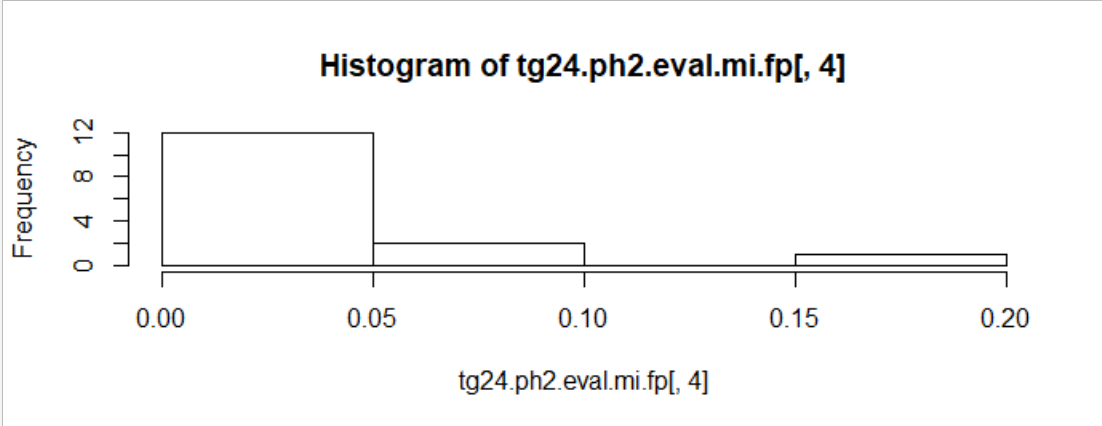 Histogram of tg24.ph2.eval.mi.fp[, 4]
Frequency
12
8
4
0
0.00 0.05 0.10 0.15 0.20
tg24.ph2.eval.mi.fp[, 4]